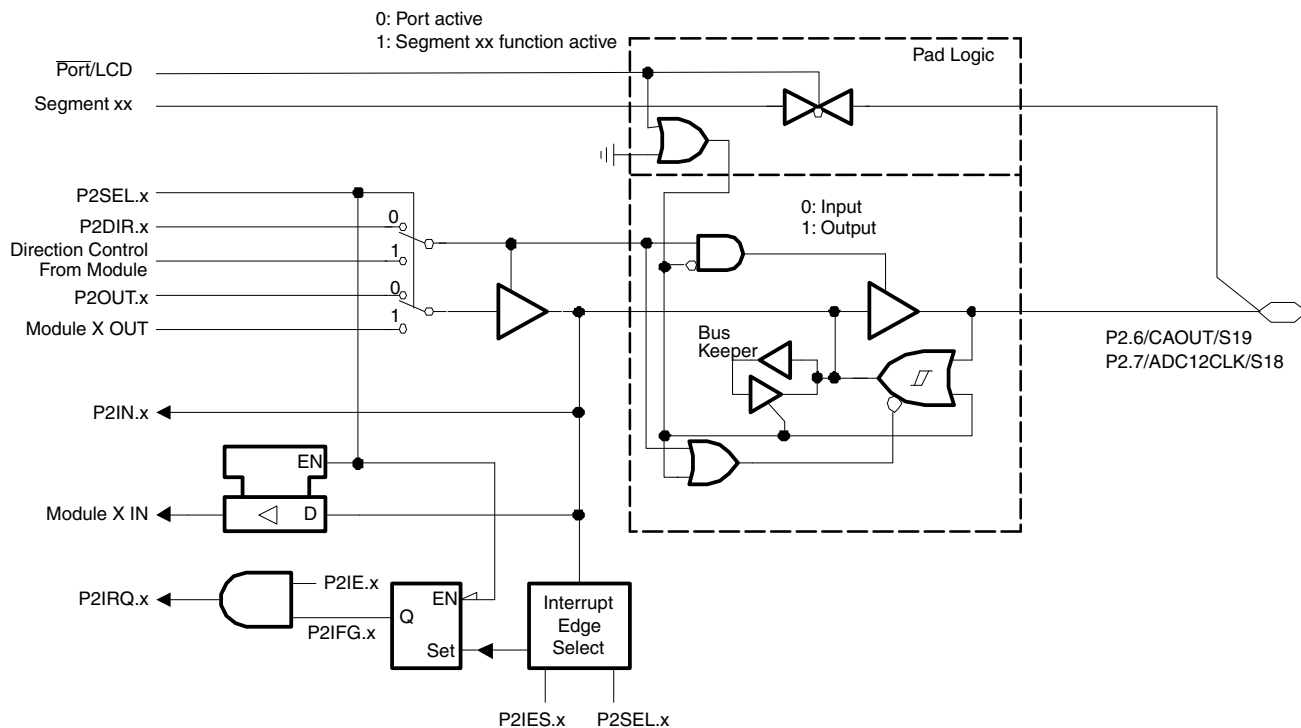 0: Port active
1: Segment xx function active
Pad Logic
Port/LCD
Segment xx
P2SEL.x
P2DIR.x
0
Direction Control
From Module
1
P2OUT.x
0
Module X OUT
1
0: Input
1: Output
Bus
Keeper
P2.6/CAOUT/S19
P2.7/ADC12CLK/S18
P2IN.x
EN
Module X IN
D
P2IRQ.x
P2IE.x
P2IFG.x
EN
Q
Set
Interrupt
Edge
Select
P2IES.x
P2SEL.x